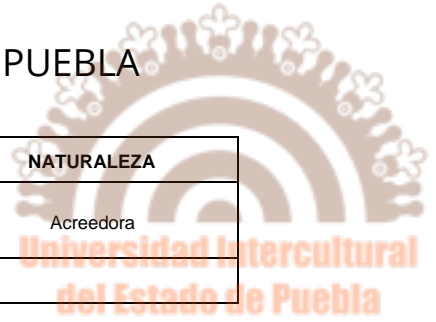 PUEBLA
NATURALEZA
Acreedora
Universidad Intercultural
del Estado de Puebla